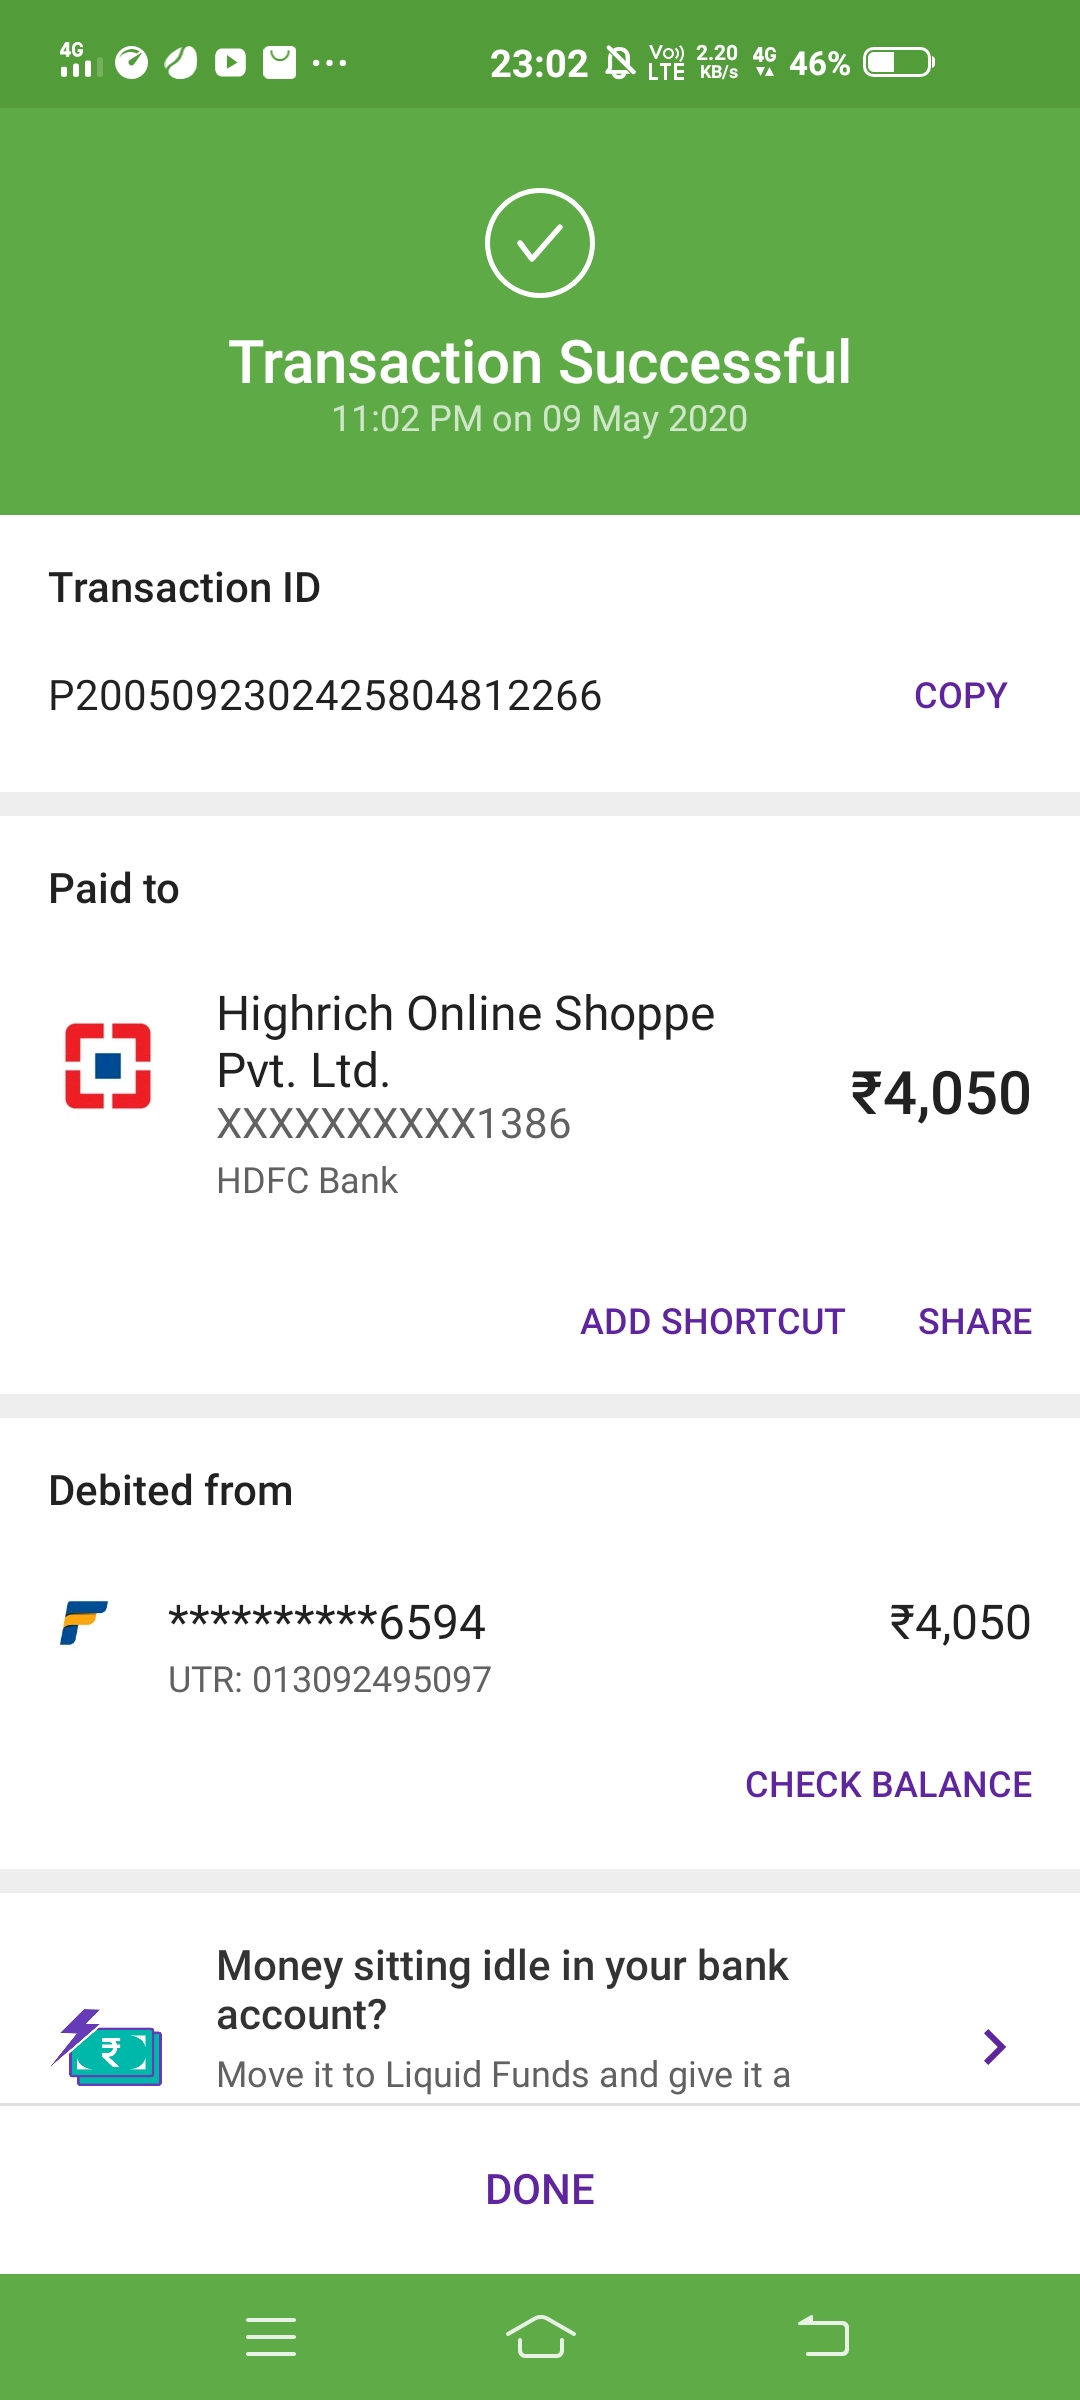 4G 23:02 Vo)) LTE 2.20 KB/s 4G 46%
Transaction Successful
11:02 PM on 09 May 2020
Transaction ID
P2005092302425804812266 COPY
Paid to
Highrich Online Shoppe
Pvt. Ltd.
₹4,050
XXXXXXXXXX1386
HDFC Bank
ADD SHORTCUT SHARE
Debited from
**********6594 ₹4,050
UTR: 013092495097
CHECK BALANCE
Money sitting idle in your bank
account?
₹
Move it to Liquid Funds and give it a
DONE